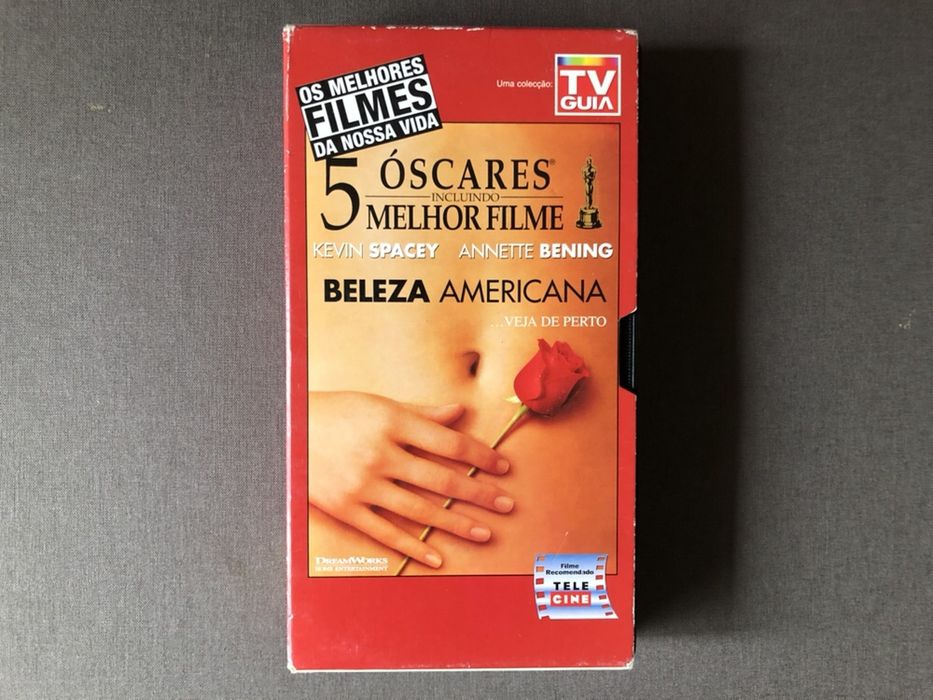 OS MELHORES
FILMES
DA NOSSA VIDA
Uma colecção:
TV
GUIA
5 ÓSCARES®
INCLUINDO
MELHOR FILME
KEVIN SPACEY ANNETTE BENING
BELEZA AMERICANA
...VEJA DE PERTO
DREAMWORKS
HOME ENTERTAINMENT
Filme
Recomendado
TELE
CINE